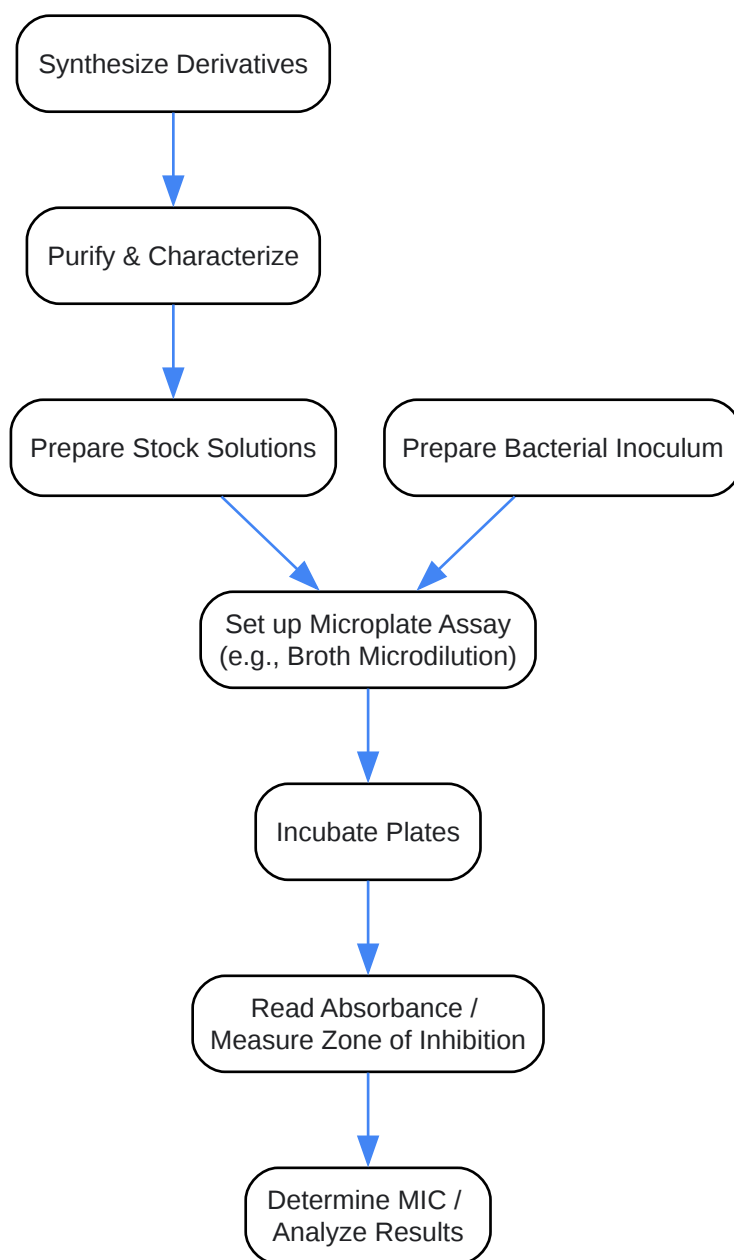 Synthesize Derivatives
Purify & Characterize
Prepare Stock Solutions
Prepare Bacterial Inoculum
Set up Microplate Assay
(e.g., Broth Microdilution)
Incubate Plates
Read Absorbance /
Measure Zone of Inhibition
Determine MIC /
Analyze Results